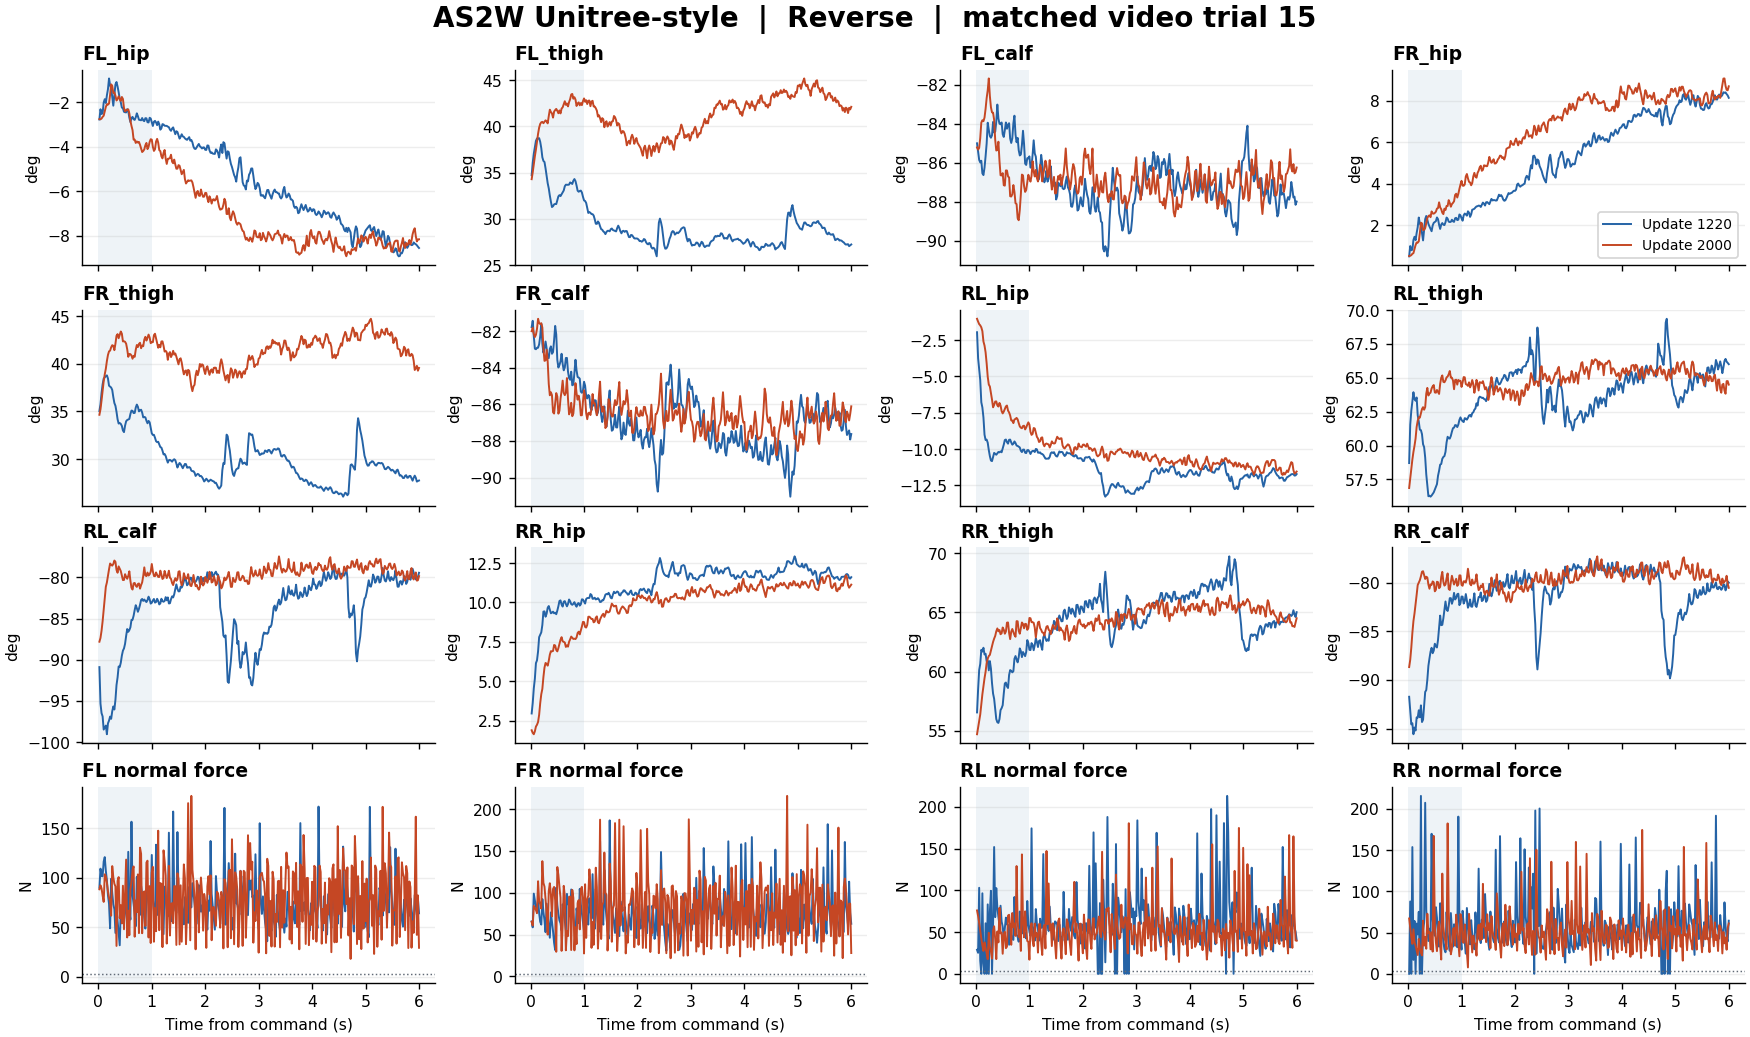 AS2W Unitree-style | Reverse | matched video trial 15
FL_hip
deg
−2
−4
−6
−8
FL_thigh
deg
45
40
35
30
25
FL_calf
deg
−82
−84
−86
−88
−90
FR_hip
deg
8
6
4
2
Update 1220
Update 2000
FR_thigh
deg
45
40
35
30
FR_calf
−82
−84
−86
−88
−90
RL_hip
deg
−2.5
−5.0
−7.5
−10.0
−12.5
RL_thigh
deg
70.0
67.5
65.0
62.5
60.0
57.5
RL_calf
deg
−80
−85
−90
−95
−100
RR_hip
deg
12.5
10.0
7.5
5.0
2.5
RR_thigh
deg
70
65
60
55
RR_calf
deg
−80
−85
−90
−95
FL normal force
N
150
100
50
0
0 1 2 3 4 5 6
Time from command (s)
FR normal force
N
200
150
100
50
0
0 1 2 3 4 5 6
Time from command (s)
RL normal force
N
200
150
100
50
0
0 1 2 3 4 5 6
Time from command (s)
RR normal force
N
200
150
100
50
0
0 1 2 3 4 5 6
Time from command (s)